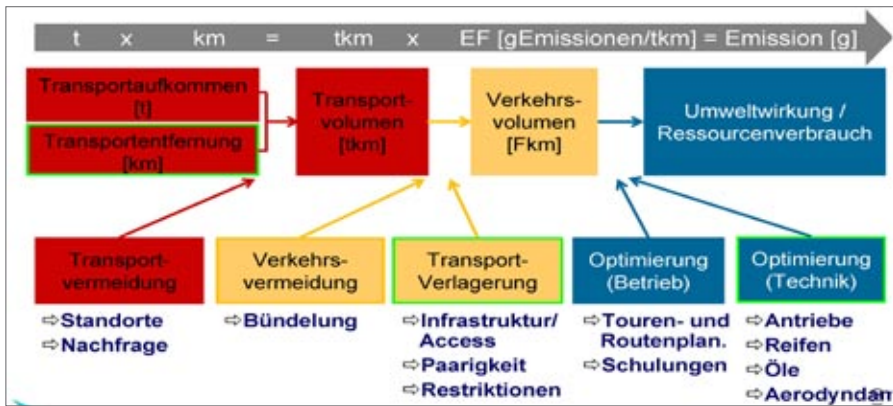 t x km = tkm x EF [gEmissionen/tkm] = Emission [g]
Transportaufkommen
[t]
Transportentfernung
[km]
Transport-
volumen
[tkm]
Verkehrs-
volumen
[Fkm]
Umweltwirkung /
Ressourcenverbrauch
Transport-
vermeidung
⇨Standorte
⇨Nachfrage
Verkehrs-
vermeidung
⇨Bündelung
Transport-
Verlagerung
⇨Infrastruktur/
Access
⇨Paarigkeit
⇨Restriktionen
Optimierung
(Betrieb)
⇨Touren- und
Routenplan.
⇨Schulungen
Optimierung
(Technik)
⇨Antriebe
⇨Reifen
⇨Öle
⇨Aerodyndam